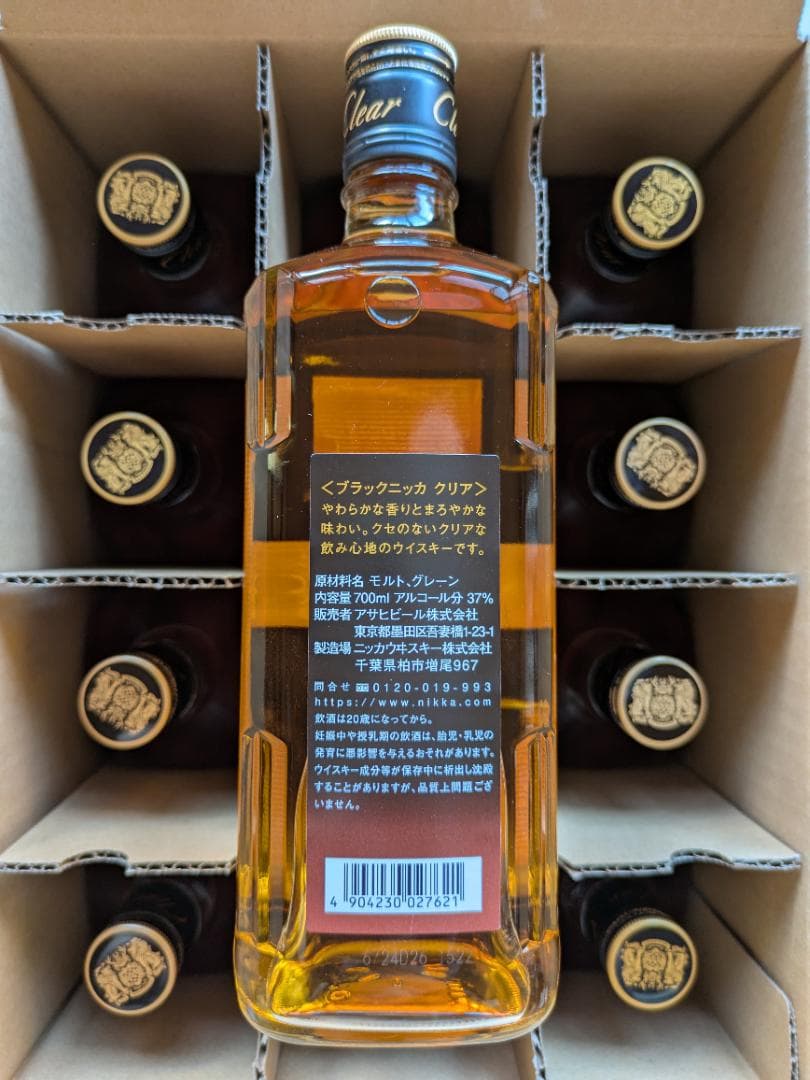 Clear
＜ブラックニッカ クリア＞
やわらかな香りとまろやかな
味わい。クセのないクリアな
飲み心地のウイスキーです。
原材料名 モルト、グレーン
内容量 700ml アルコール分 37%
販売者 アサヒビール株式会社
東京都墨田区吾妻橋1-23-1
製造場 ニッカウヰスキー株式会社
千葉県柏市増尾967
問合せ 0120-019-993
https://www.nikka.com
飲酒は20歳になってから。
妊娠中や授乳期の飲酒は、胎児・乳児の
発育に悪影響を与えるおそれがあります。
ウイスキー成分等が保存中に析出し沈殿
することがありますが、品質上問題ござ
いません。
4 904230 027621
6724D26 1522